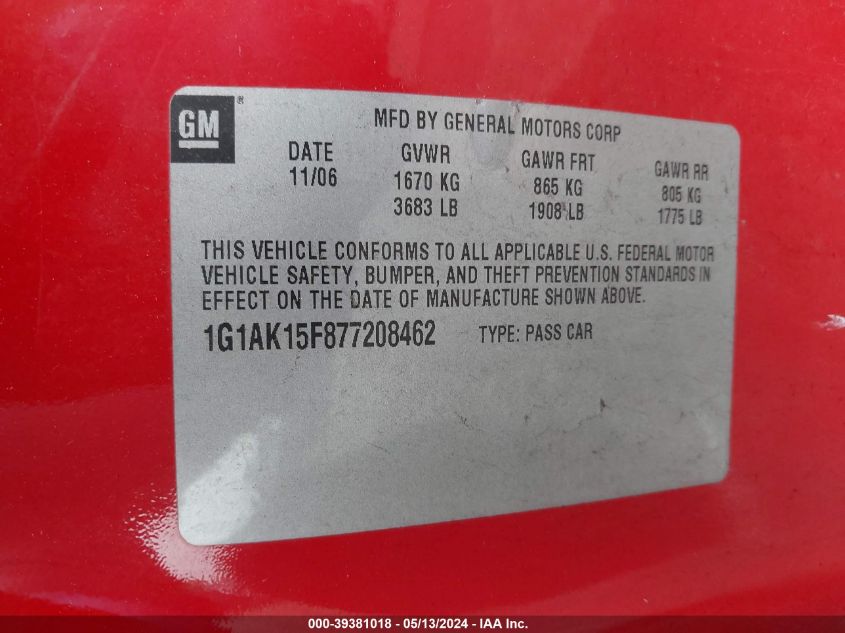 GM®
MFD BY GENERAL MOTORS CORP
DATE GVWR GAWR FRT GAWR RR
11/06 1670 KG 865 KG 805 KG
3683 LB 1908 LB 1775 LB
THIS VEHICLE CONFORMS TO ALL APPLICABLE U.S. FEDERAL MOTOR
VEHICLE SAFETY, BUMPER, AND THEFT PREVENTION STANDARDS IN
EFFECT ON THE DATE OF MANUFACTURE SHOWN ABOVE.
1G1AK15F877208462 TYPE: PASS CAR
000-39381018 - 05/13/2024 - IAA Inc.